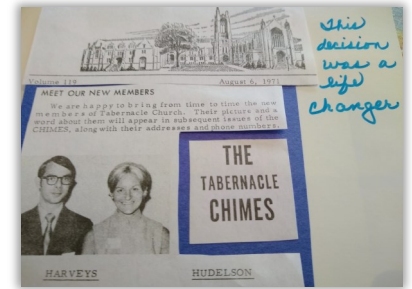 Volume 119 August 6, 1971
MEET OUR NEW MEMBERS
We are happy to bring from time to time the new
members of Tabernacle Church. Their picture and a
word about them will appear in subsequent issues of the
CHIMES, along with their addresses and phone numbers.
THE
TABERNACLE
CHIMES
HARVEYS HUDELSON
This
decision
was a
life
changer